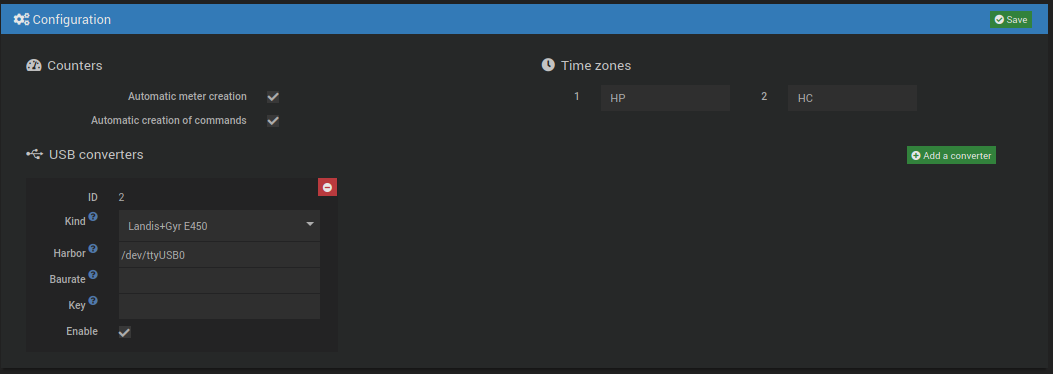 Configuration
Save
Counters
Automatic meter creation
Automatic creation of commands
Time zones
1 HP 2 HC
USB converters
Add a converter
ID 2
Kind ? Landis+Gyr E450
Harbor ? /dev/ttyUSB0
Baurate ?
Key ?
Enable